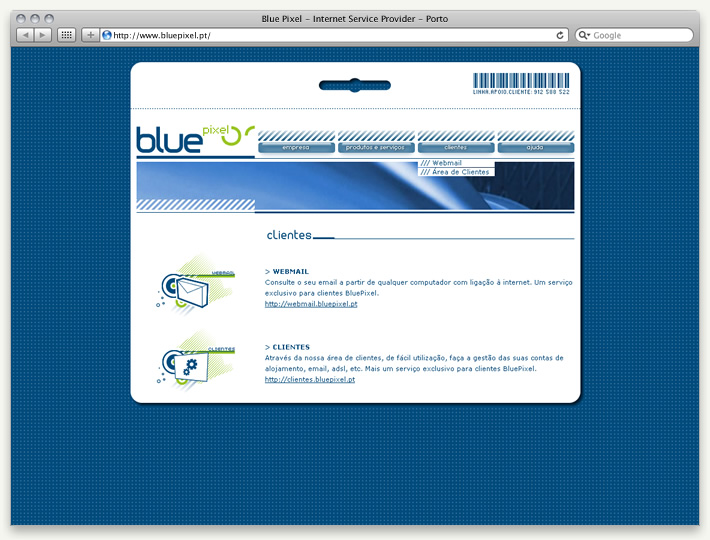 Blue Pixel – Internet Service Provider – Porto
http://www.bluepixel.pt/
Google
LINHA.APOIO.CLIENTE: 912 500 522
blue pixel
empresa
produtos e serviços
clientes
ajuda
/// Webmail
/// Área de Clientes
clientes
WEBMAIL
> WEBMAIL
Consulte o seu email a partir de qualquer computador com ligação à internet. Um serviço
exclusivo para clientes BluePixel.
http://webmail.bluepixel.pt
CLIENTES
> CLIENTES
Através da nossa área de clientes, de fácil utilização, faça a gestão das suas contas de
alojamento, email, adsl, etc. Mais um serviço exclusivo para clientes BluePixel.
http://clientes.bluepixel.pt